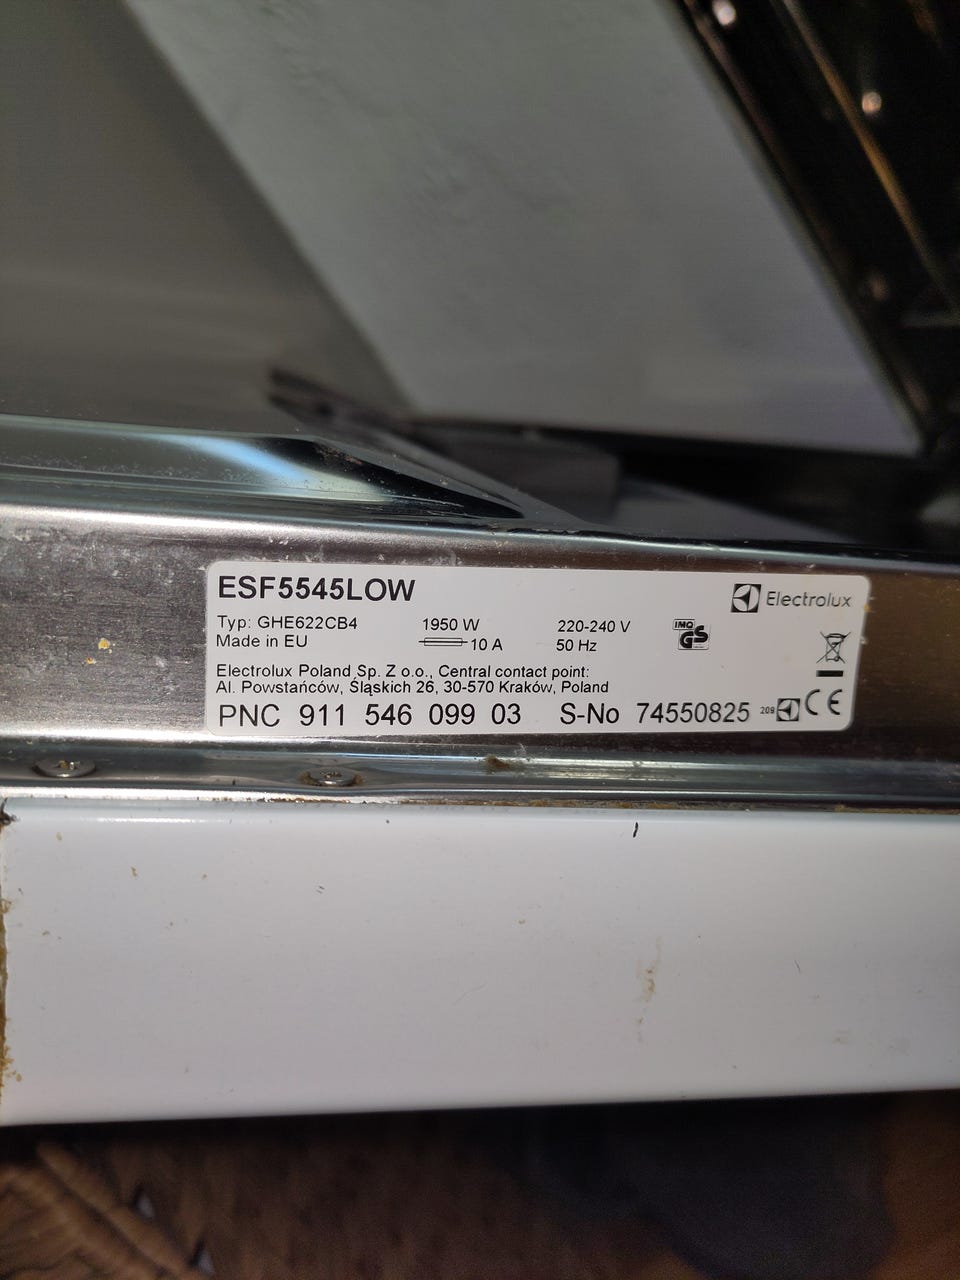 ESF5545LOW
Electrolux
Typ: GHE622CB4 1950 W 220-240 V
Made in EU 10 A 50 Hz
IMQ
GS
Electrolux Poland Sp. Z o.o., Central contact point:
Al. Powstańców, Śląskich 26, 30-570 Kraków, Poland
PNC 911 546 099 03 S-No 74550825 209 CE